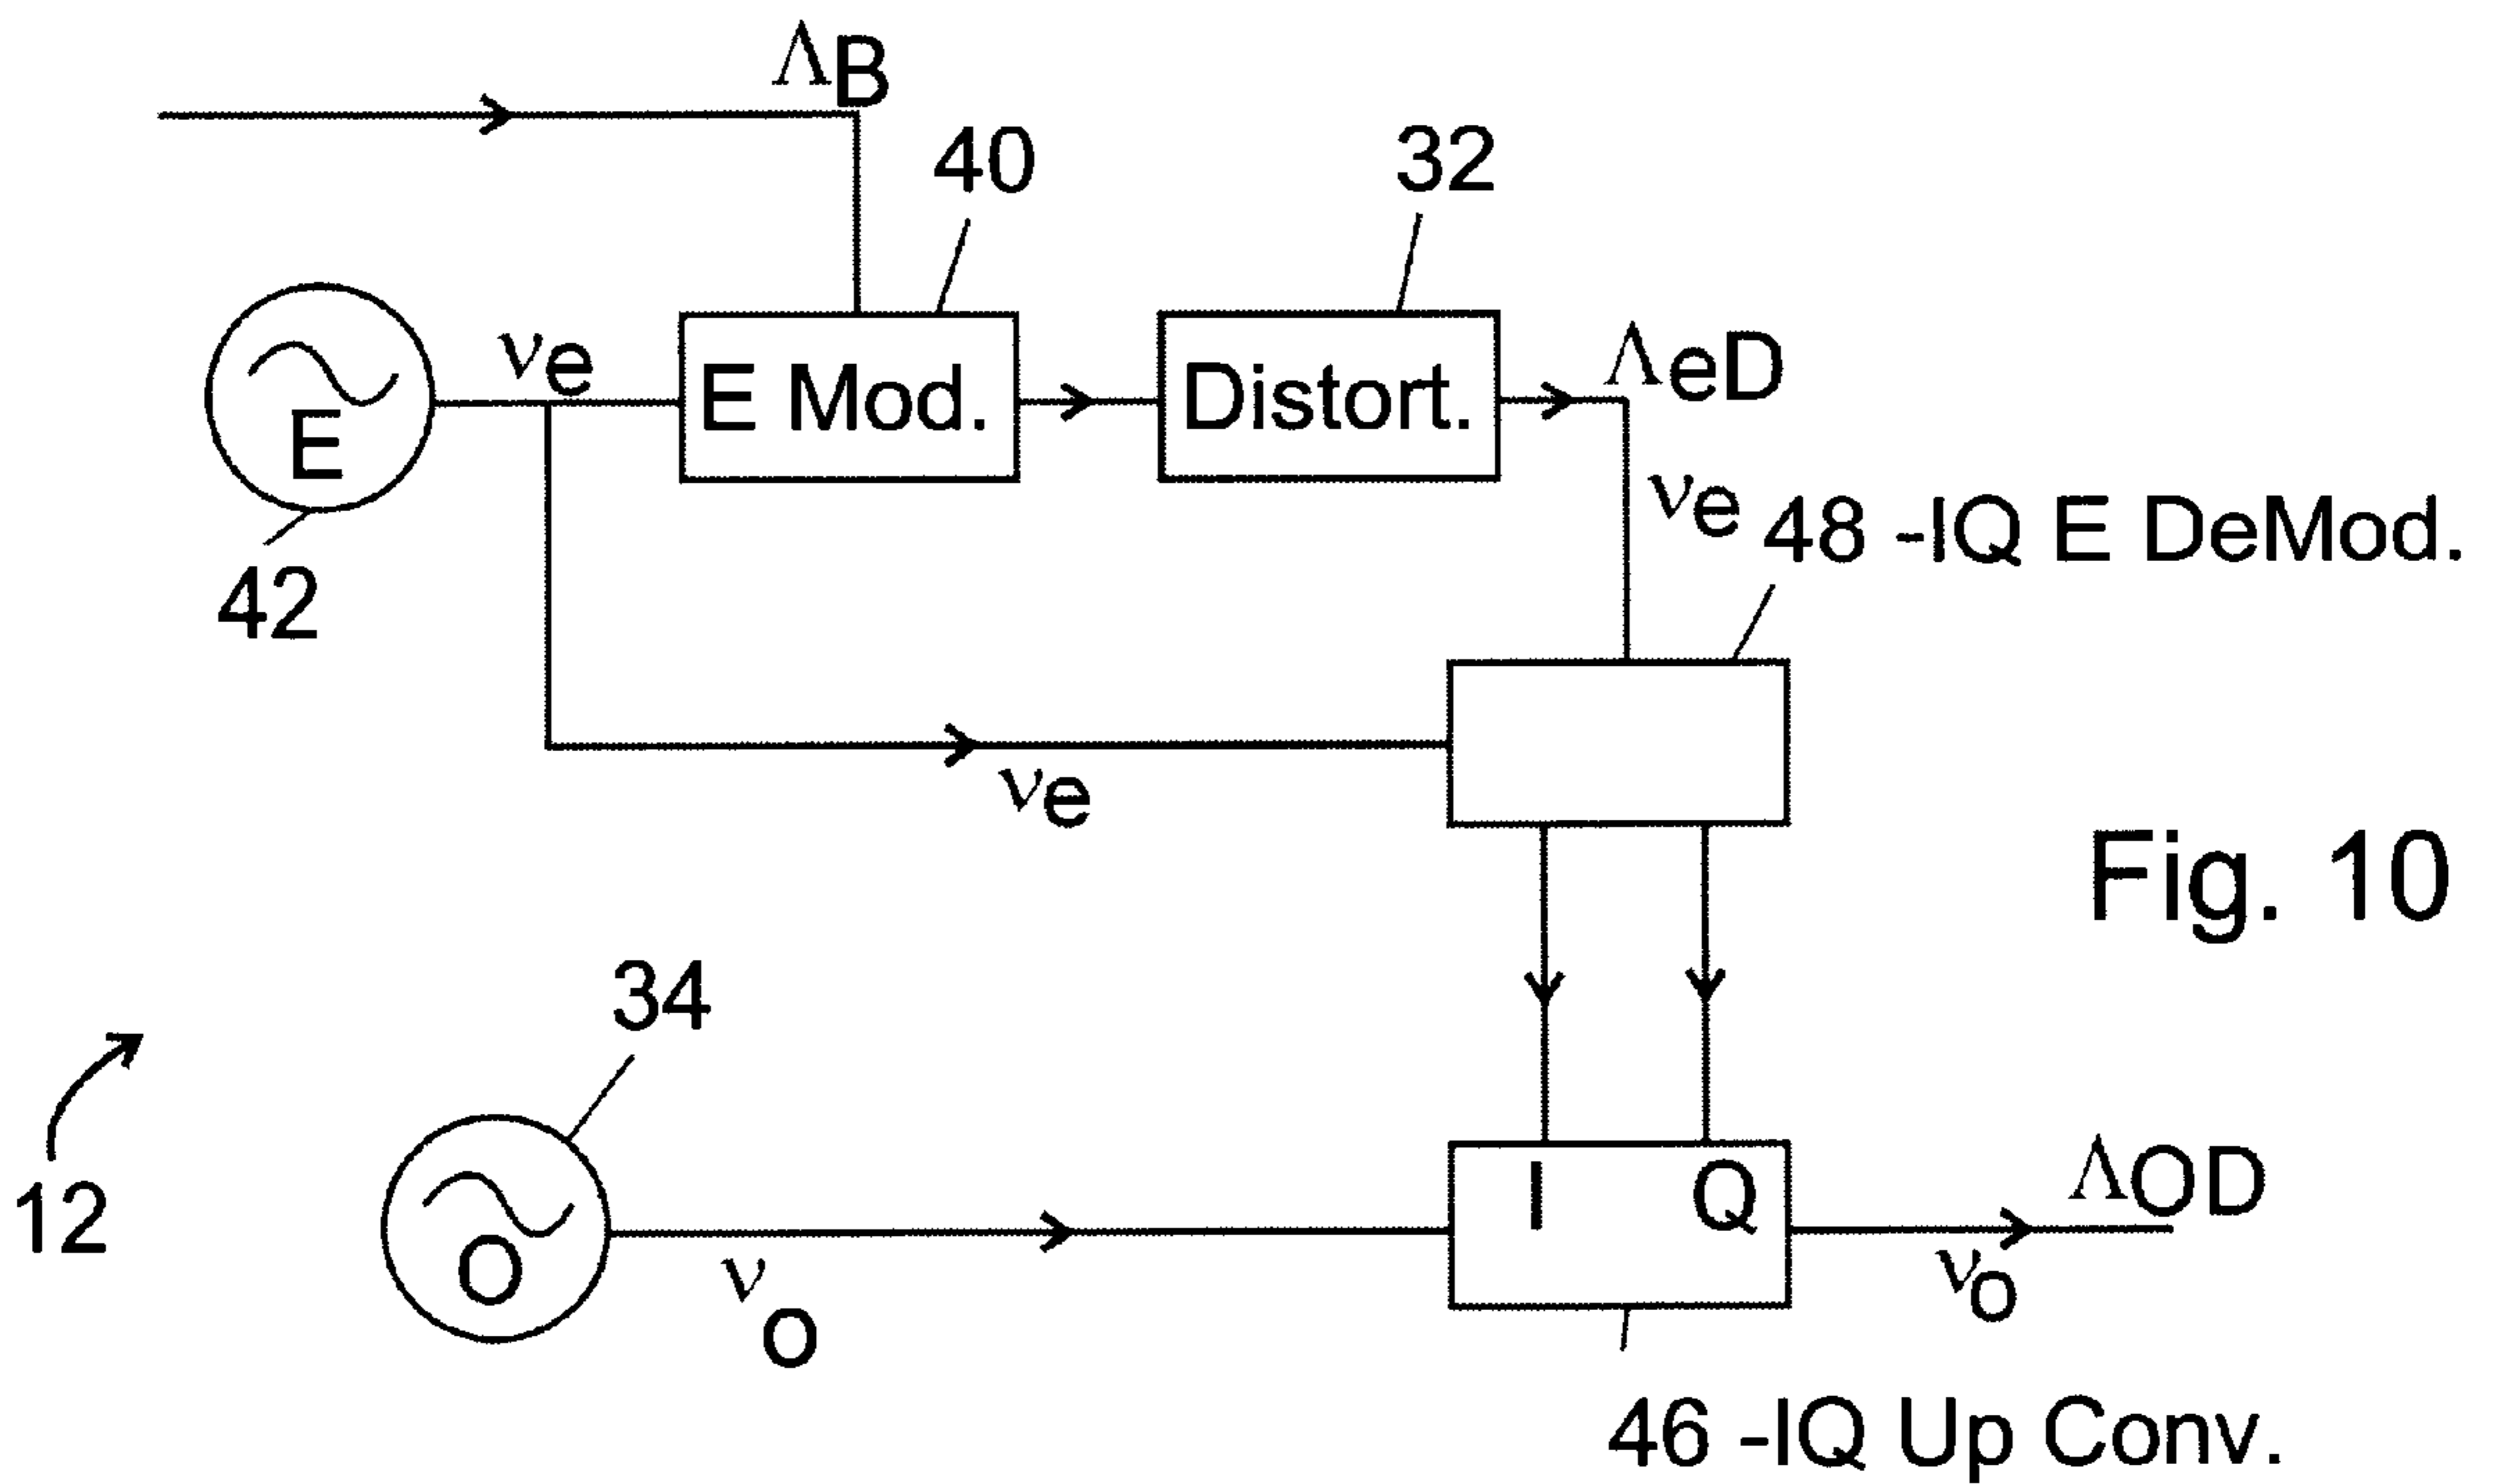 ΛB
40
32
νe
E Mod.
Distort.
ΛeD
E
νe
48 -IQ E DeMod.
42
νe
Fig. 10
34
12
I Q
ΛOD
O
νo
νo
46 -IQ Up Conv.